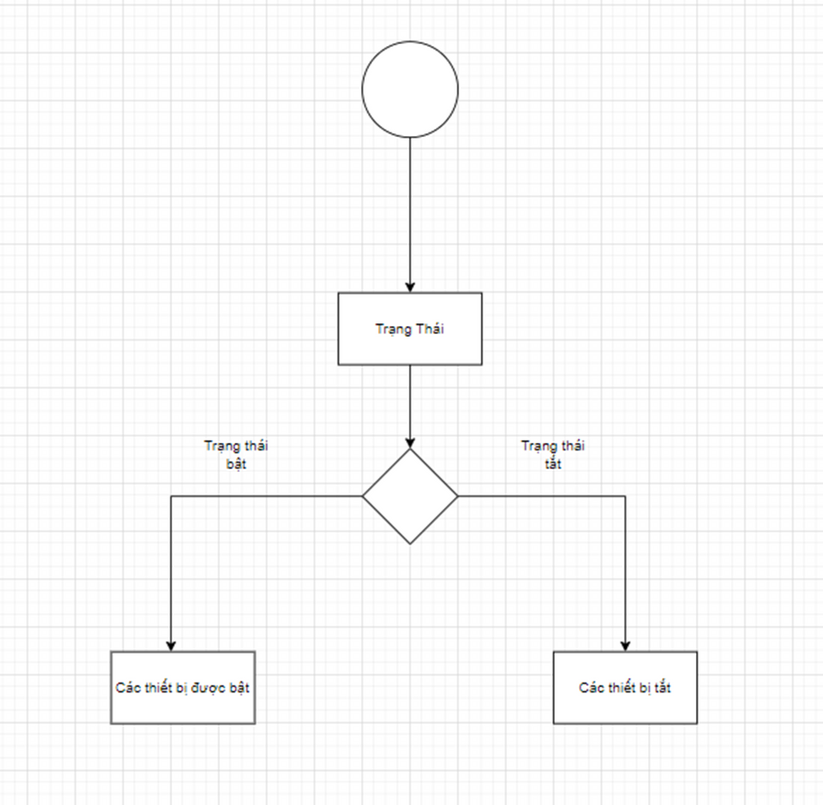 Trạng Thái
Trạng thái
bật
Trạng thái
tắt
Các thiết bị được bật
Các thiết bị tắt